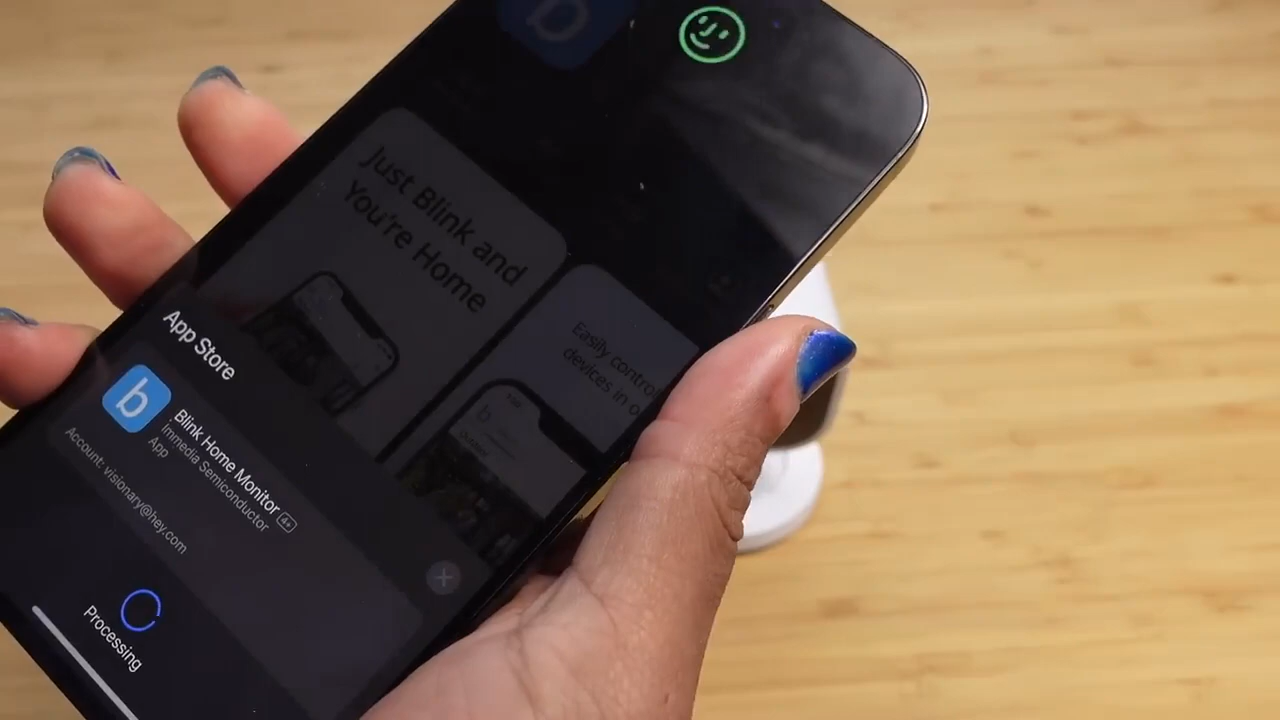 b
Just Blink and
You're Home
Easily control
devices in
App Store
b
Blink Home Monitor 4+
Immedia Semiconductor
App
Account: visionary@hey.com
Processing